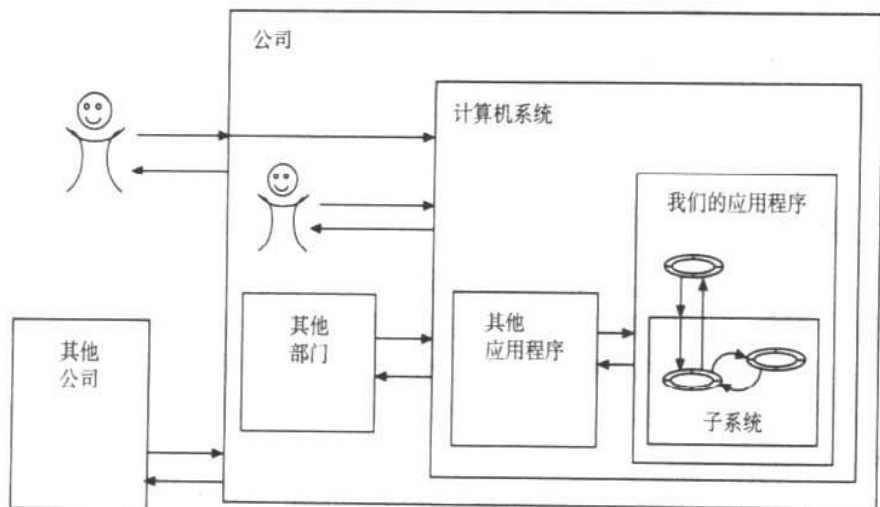 公司
计算机系统
我们的应用程序
其他
部门
其他
应用程序
其他
公司
子系统